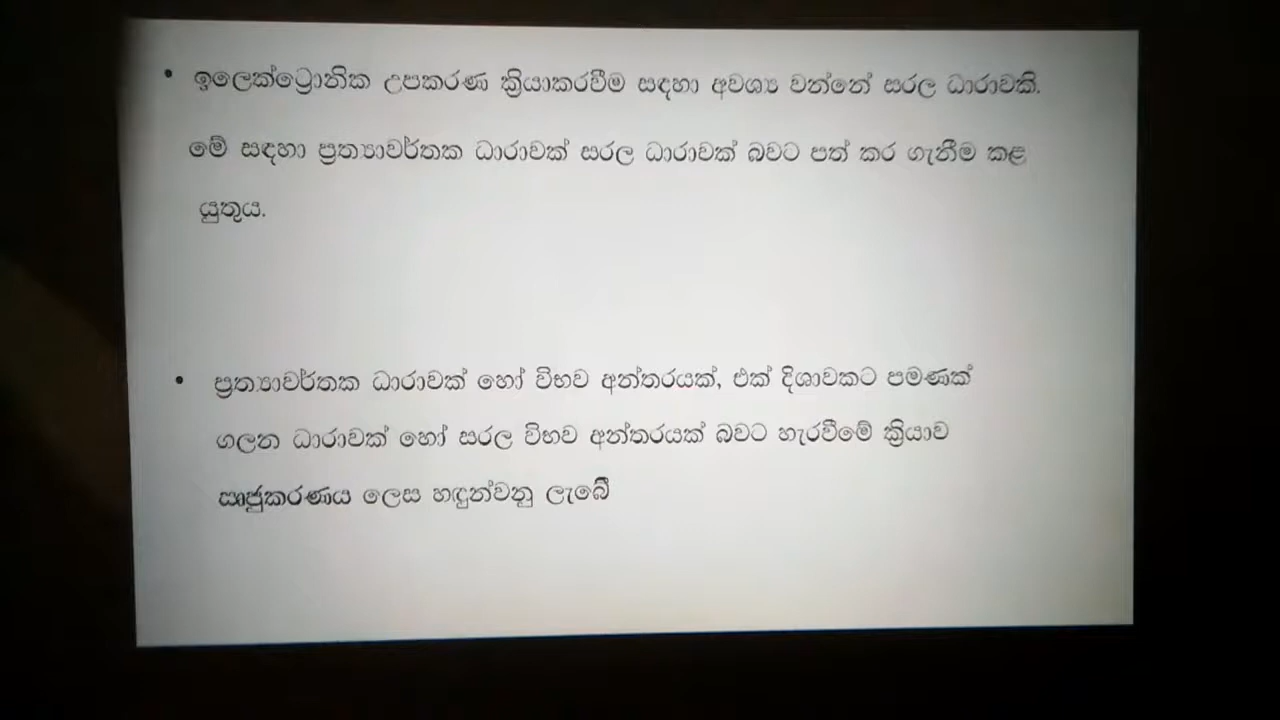 • ඉලෙක්ට්‍රොනික උපකරණ ක්‍රියාකරවීම සඳහා අවශ්‍ය වන්නේ සරල ධාරාවකි.
මේ සඳහා ප්‍රත්‍යාවර්තක ධාරාවක් සරල ධාරාවක් බවට පත් කර ගැනීම කළ
යුතුය.
• ප්‍රත්‍යාවර්තක ධාරාවක් හෝ විභව අන්තරයක්, එක් දිශාවකට පමණක්
ගලන ධාරාවක් හෝ සරල විභව අන්තරයක් බවට හැරවීමේ ක්‍රියාව
ඍජුකරණය ලෙස හඳුන්වනු ලැබේ